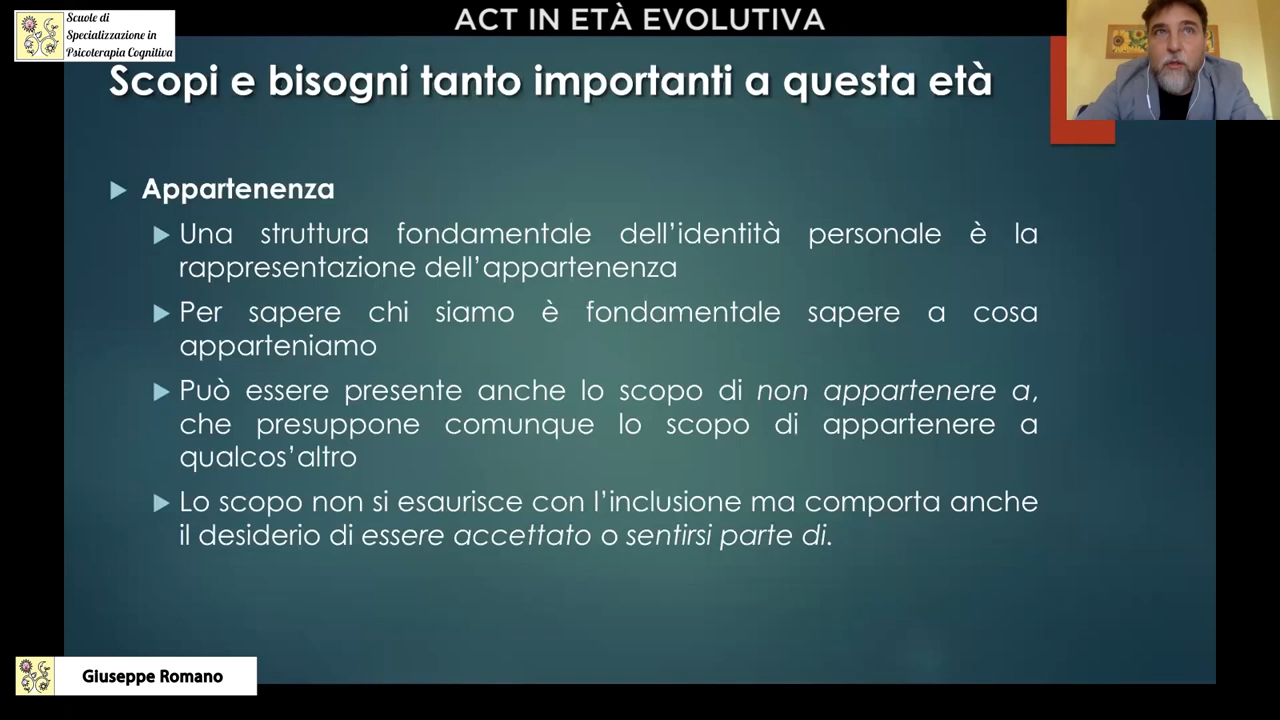 ACT IN ETÀ EVOLUTIVA
Scuole di
Specializzazione in
Psicoterapia Cognitiva
Scopi e bisogni tanto importanti a questa età
Appartenenza
Una struttura fondamentale dell'identità personale è la
rappresentazione dell'appartenenza
Per sapere chi siamo è fondamentale sapere a cosa
apparteniamo
Può essere presente anche lo scopo di non appartenere a,
che presuppone comunque lo scopo di appartenere a
qualcos'altro
Lo scopo non si esaurisce con l'inclusione ma comporta anche
il desiderio di essere accettato o sentirsi parte di.
Giuseppe Romano